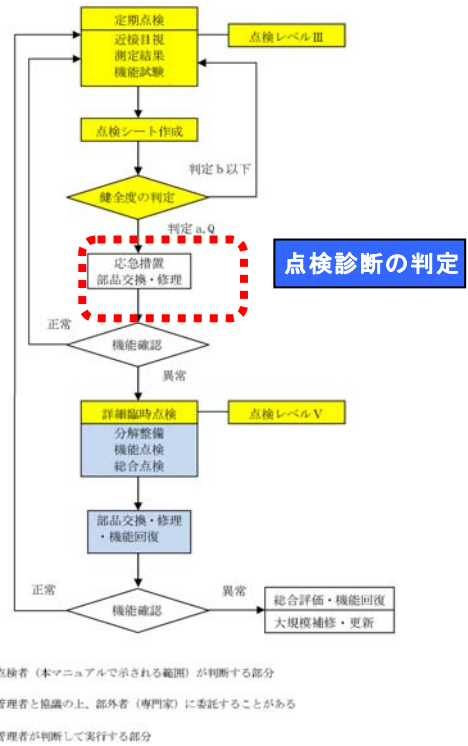 定期点検
近接目視
測定結果
機能試験
点検レベルⅢ
点検シート作成
判定ｂ以下
健全度の判定
判定 a,Q
応急措置
部品交換・修理
点検診断の判定
正常
機能確認
異常
詳細臨時点検
点検レベルⅤ
分解整備
機能点検
総合点検
部品交換・修理
・機能回復
正常
機能確認
異常
総合評価・機能回復
大規模補修・更新
点検者（本マニュアルで示される範囲）が判断する部分
管理者と協議の上、部外者（専門家）に委託することがある
管理者が判断して実行する部分